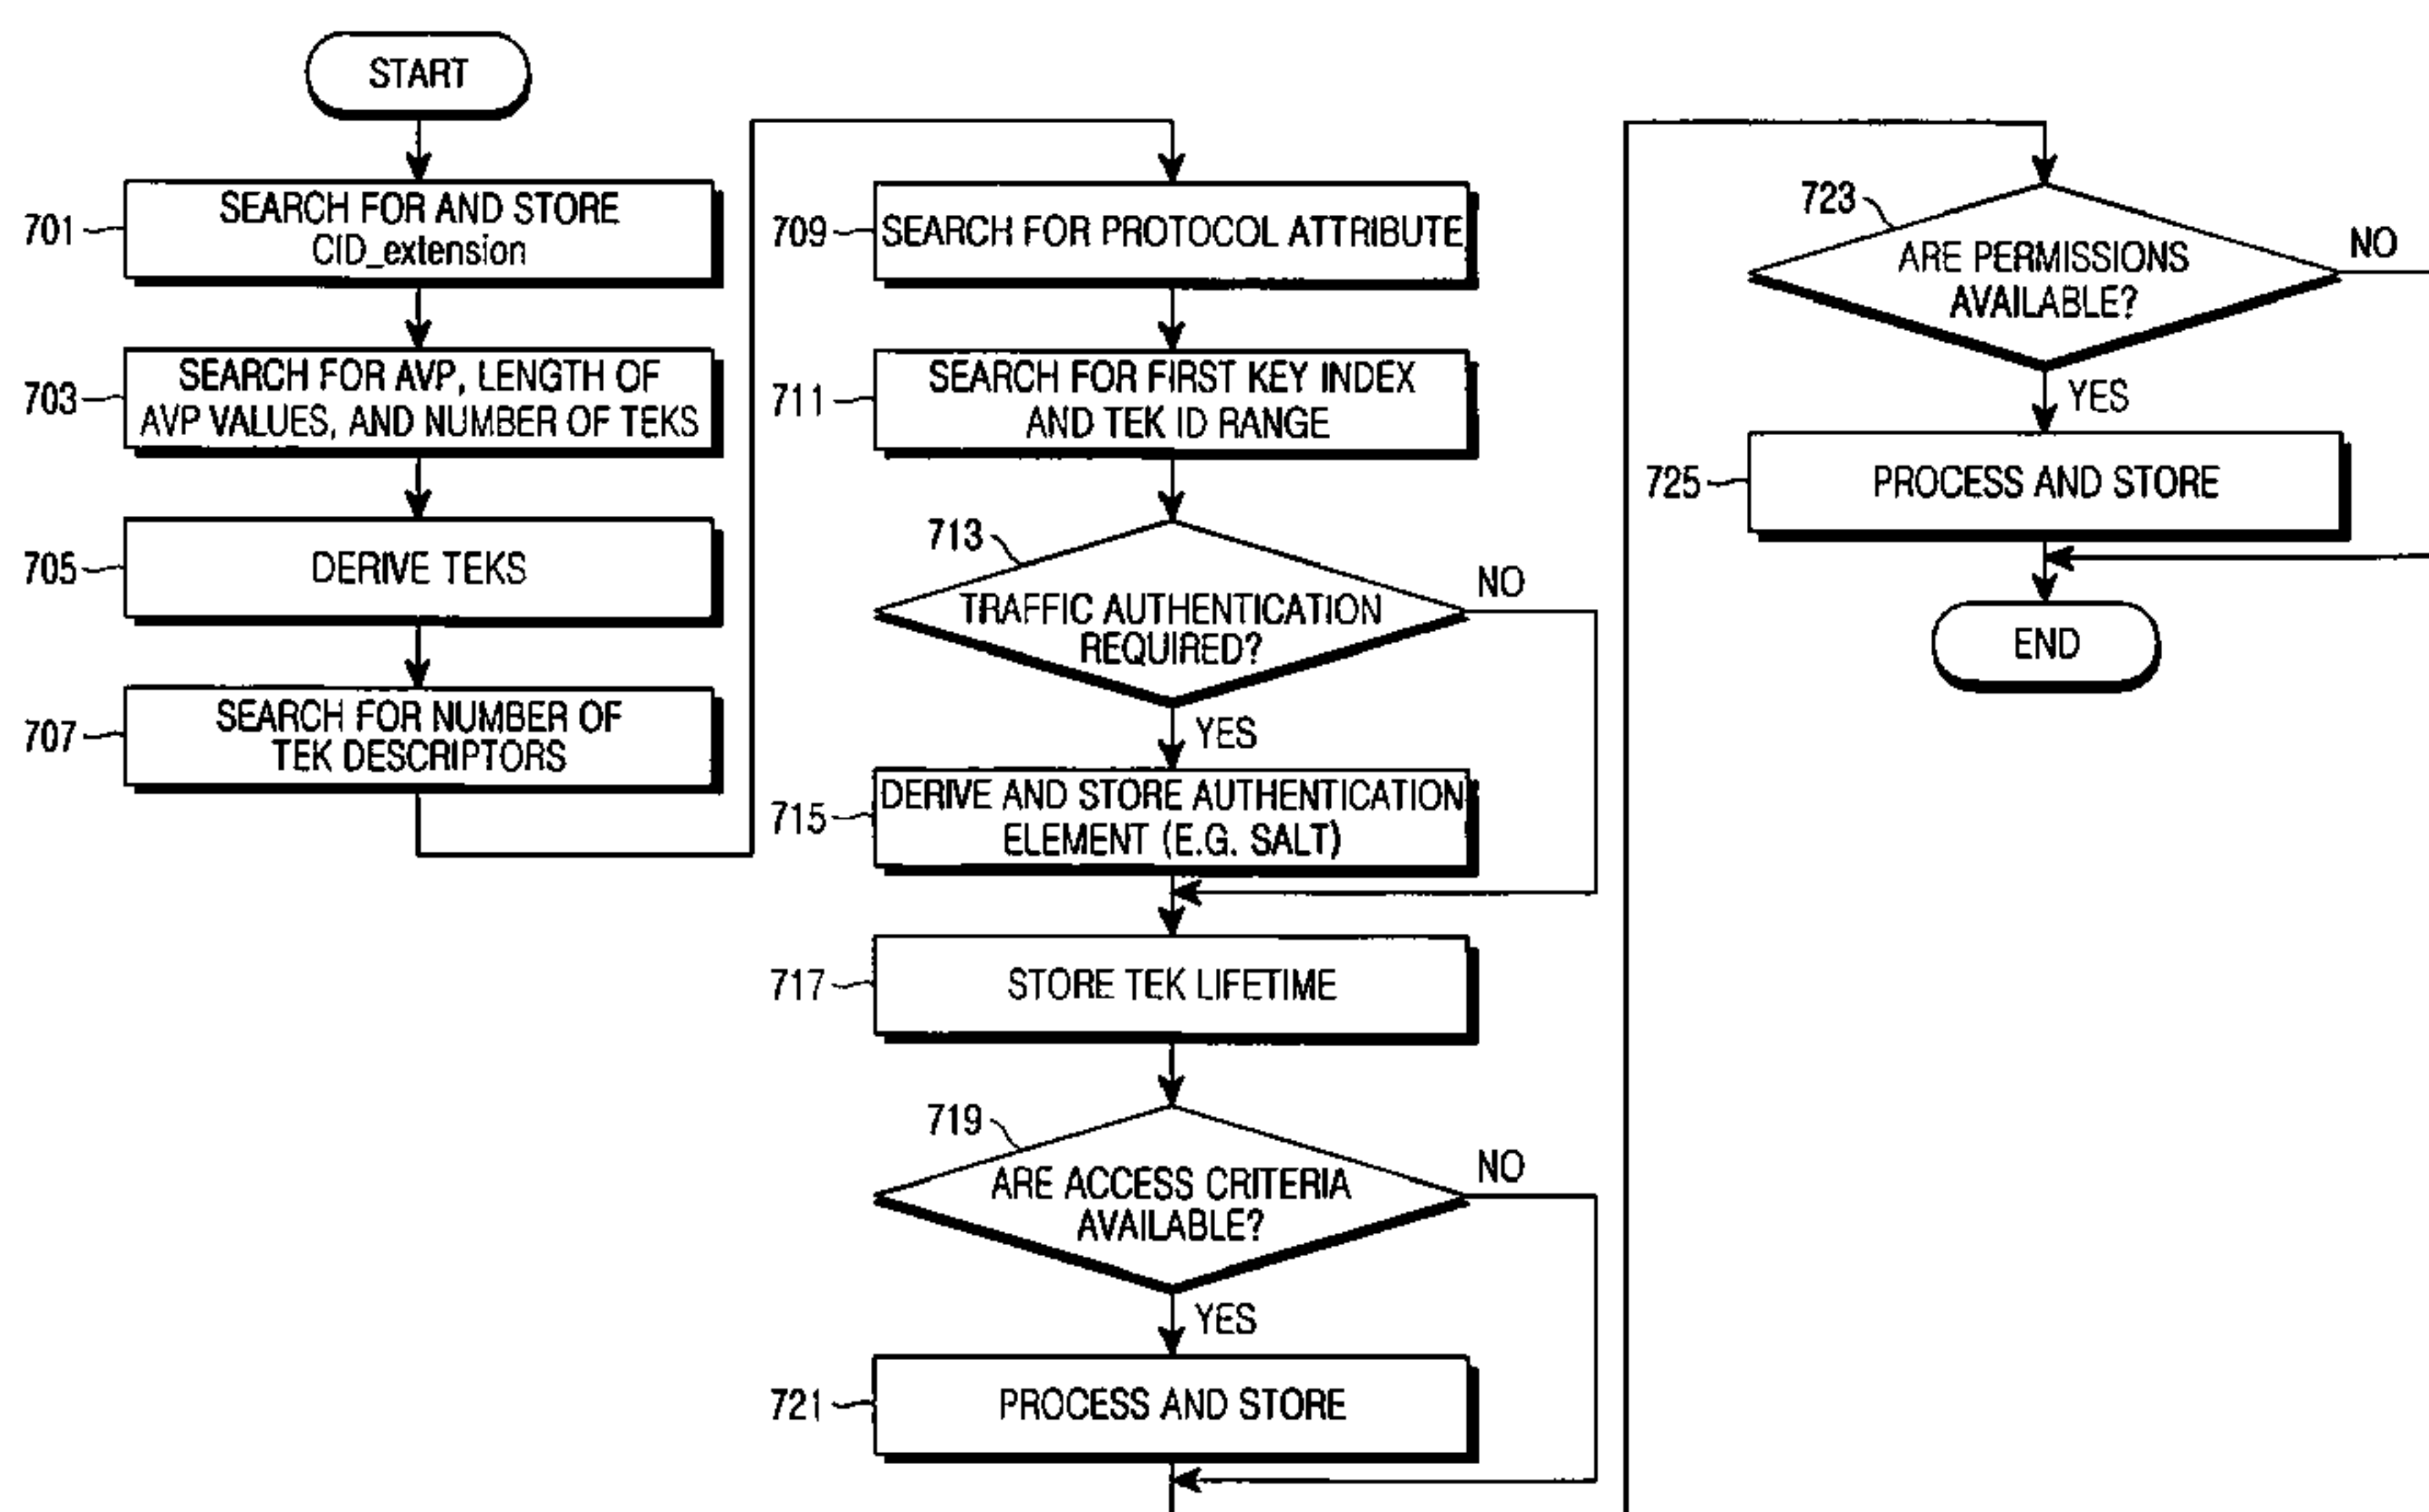 START
701
SEARCH FOR AND STORE
CID_extension
703
SEARCH FOR AVP, LENGTH OF
AVP VALUES, AND NUMBER OF TEKS
705
DERIVE TEKS
707
SEARCH FOR NUMBER OF
TEK DESCRIPTORS
709
SEARCH FOR PROTOCOL ATTRIBUTE
711
SEARCH FOR FIRST KEY INDEX
AND TEK ID RANGE
713
TRAFFIC AUTHENTICATION
REQUIRED?
NO
YES
715
DERIVE AND STORE AUTHENTICATION
ELEMENT (E.G. SALT)
717
STORE TEK LIFETIME
719
ARE ACCESS CRITERIA
AVAILABLE?
NO
YES
721
PROCESS AND STORE
723
ARE PERMISSIONS
AVAILABLE?
NO
YES
725
PROCESS AND STORE
END